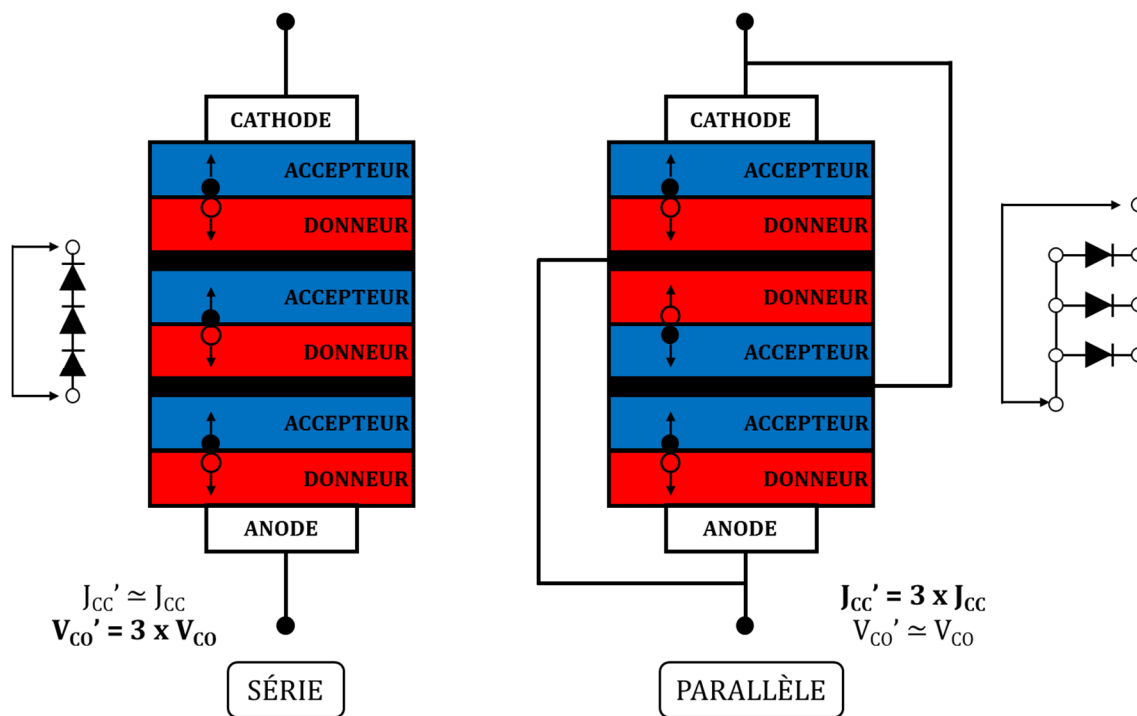 CATHODE
ACCEPTEUR
DONNEUR
ACCEPTEUR
DONNEUR
ACCEPTEUR
DONNEUR
ANODE
J_CC' ≃ J_CC
V_CO' = 3 x V_CO
SÉRIE
CATHODE
ACCEPTEUR
DONNEUR
DONNEUR
ACCEPTEUR
ACCEPTEUR
DONNEUR
ANODE
J_CC' = 3 x J_CC
V_CO' ≃ V_CO
PARALLÈLE